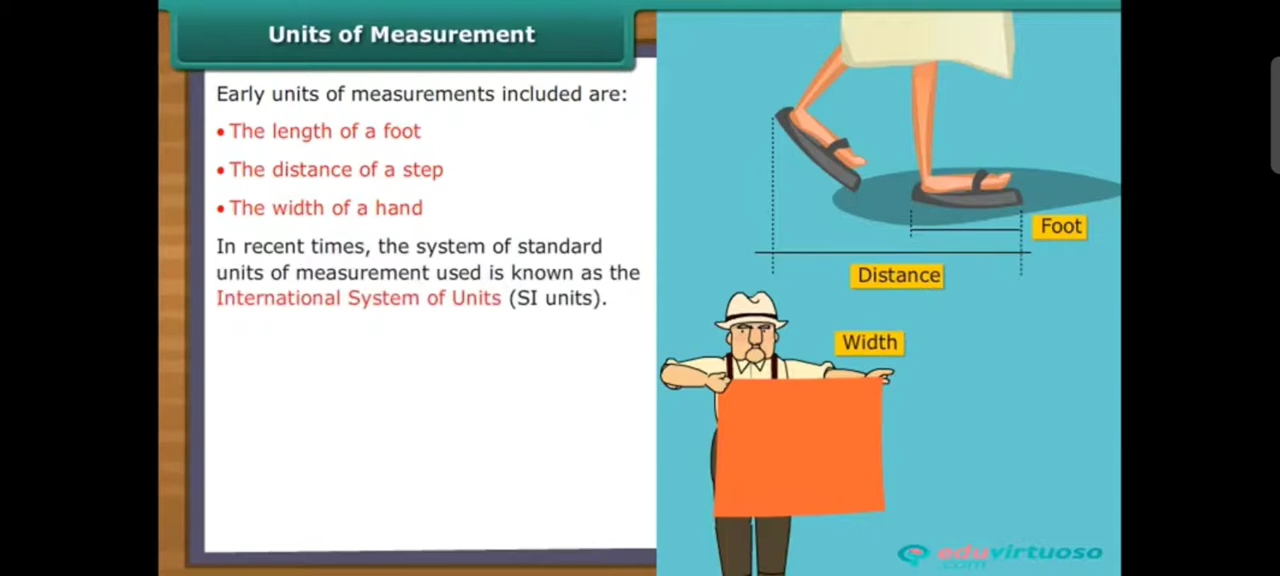 Units of Measurement
Early units of measurements included are:
• The length of a foot
• The distance of a step
• The width of a hand
In recent times, the system of standard
units of measurement used is known as the
International System of Units (SI units).
Foot
Distance
Width
eduvirtuoso
.com